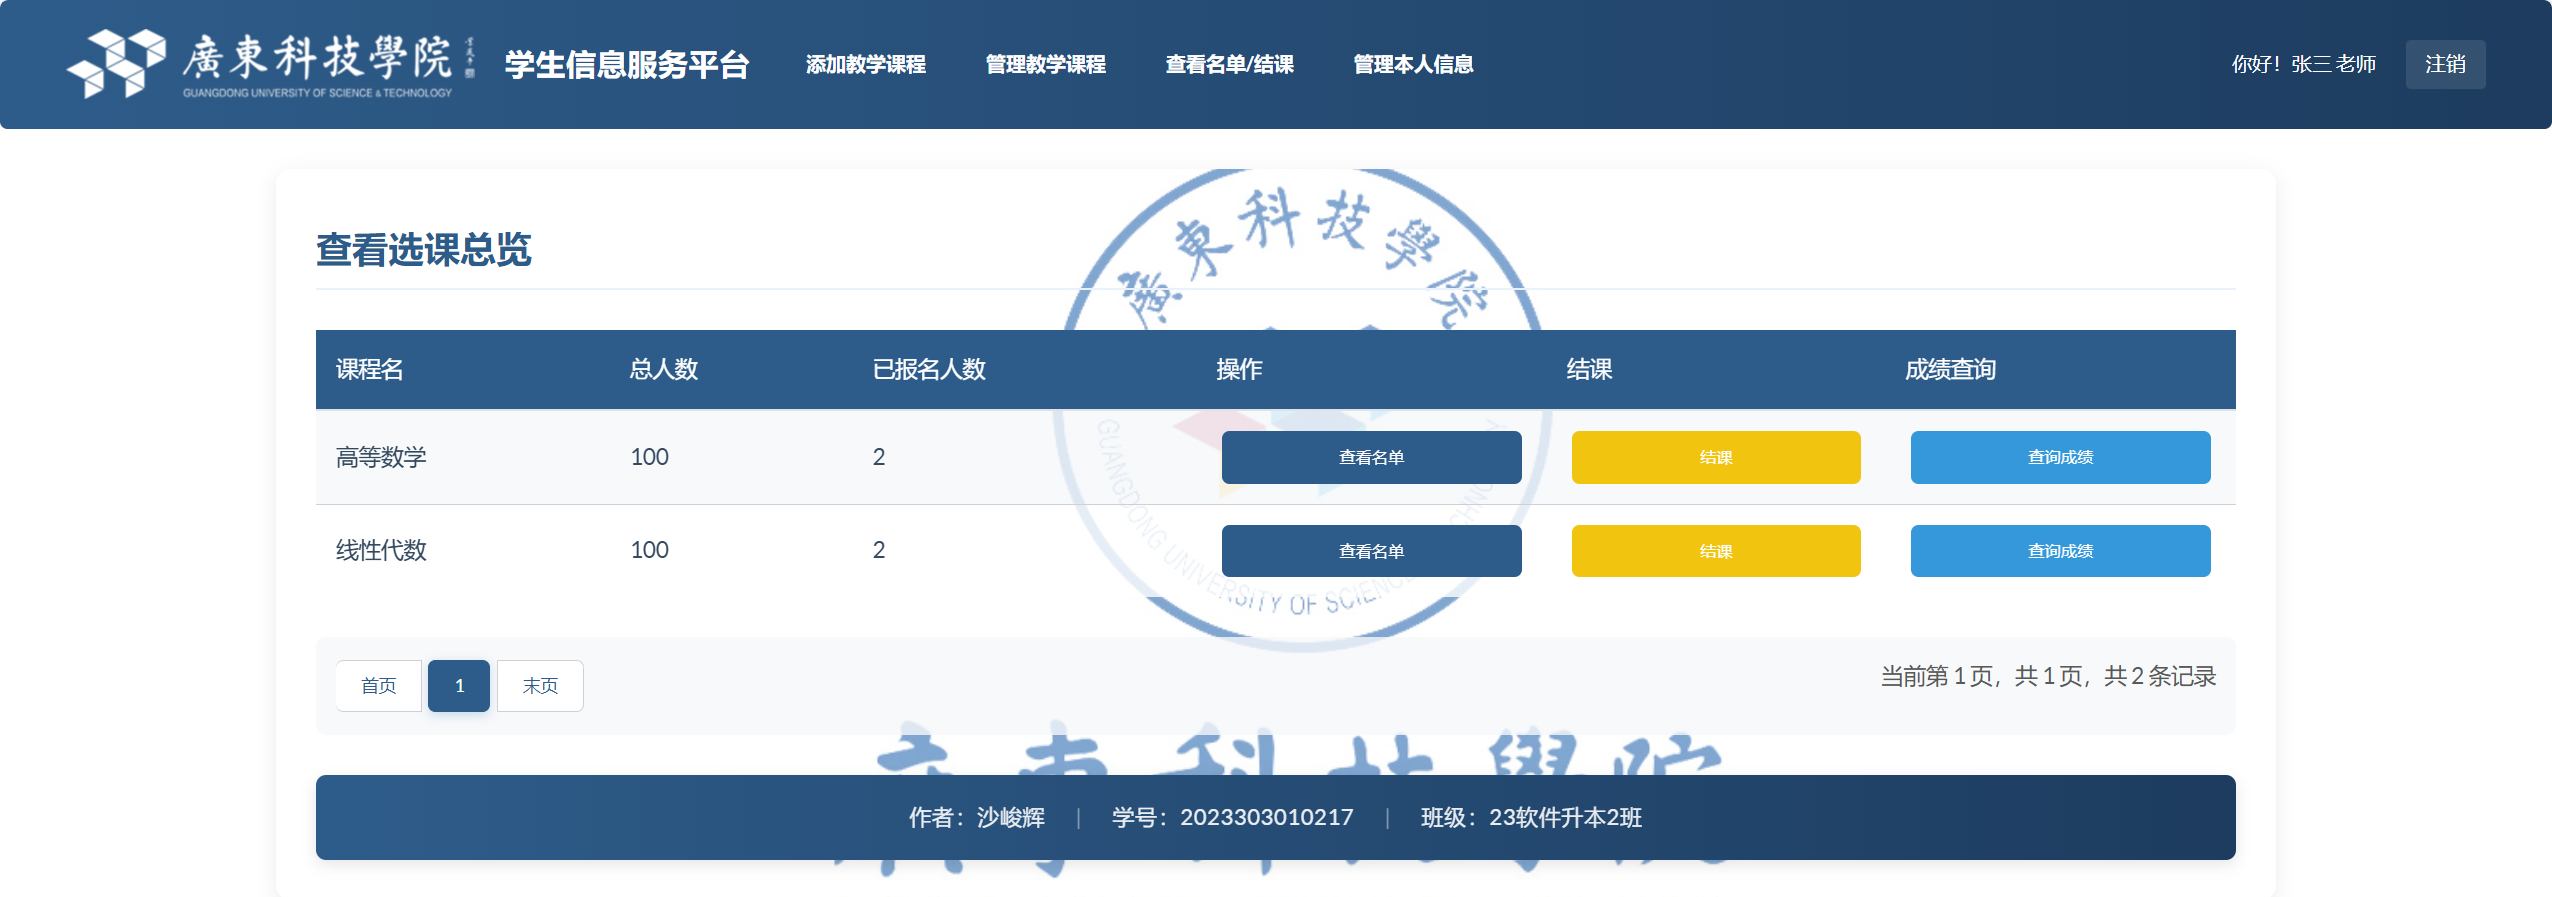 廣東科技學院
GUANGDONG UNIVERSITY OF SCIENCE & TECHNOLOGY
学生信息服务平台 添加教学课程 管理教学课程 查看名单/结课 管理本人信息 你好！张三 老师 注销
廣東科技學院
查看选课总览
课程名 总人数 已报名人数 操作 结课 成绩查询
高等数学 100 2 查看名单 结课 查询成绩
线性代数 100 2 查看名单 结课 查询成绩
GUANGDONG UNIVERSITY OF SCIENCE
首页 1 末页 当前第 1 页，共 1 页，共 2 条记录
廣東科技學院
作者：沙峻辉 | 学号：2023303010217 | 班级：23软件升本2班